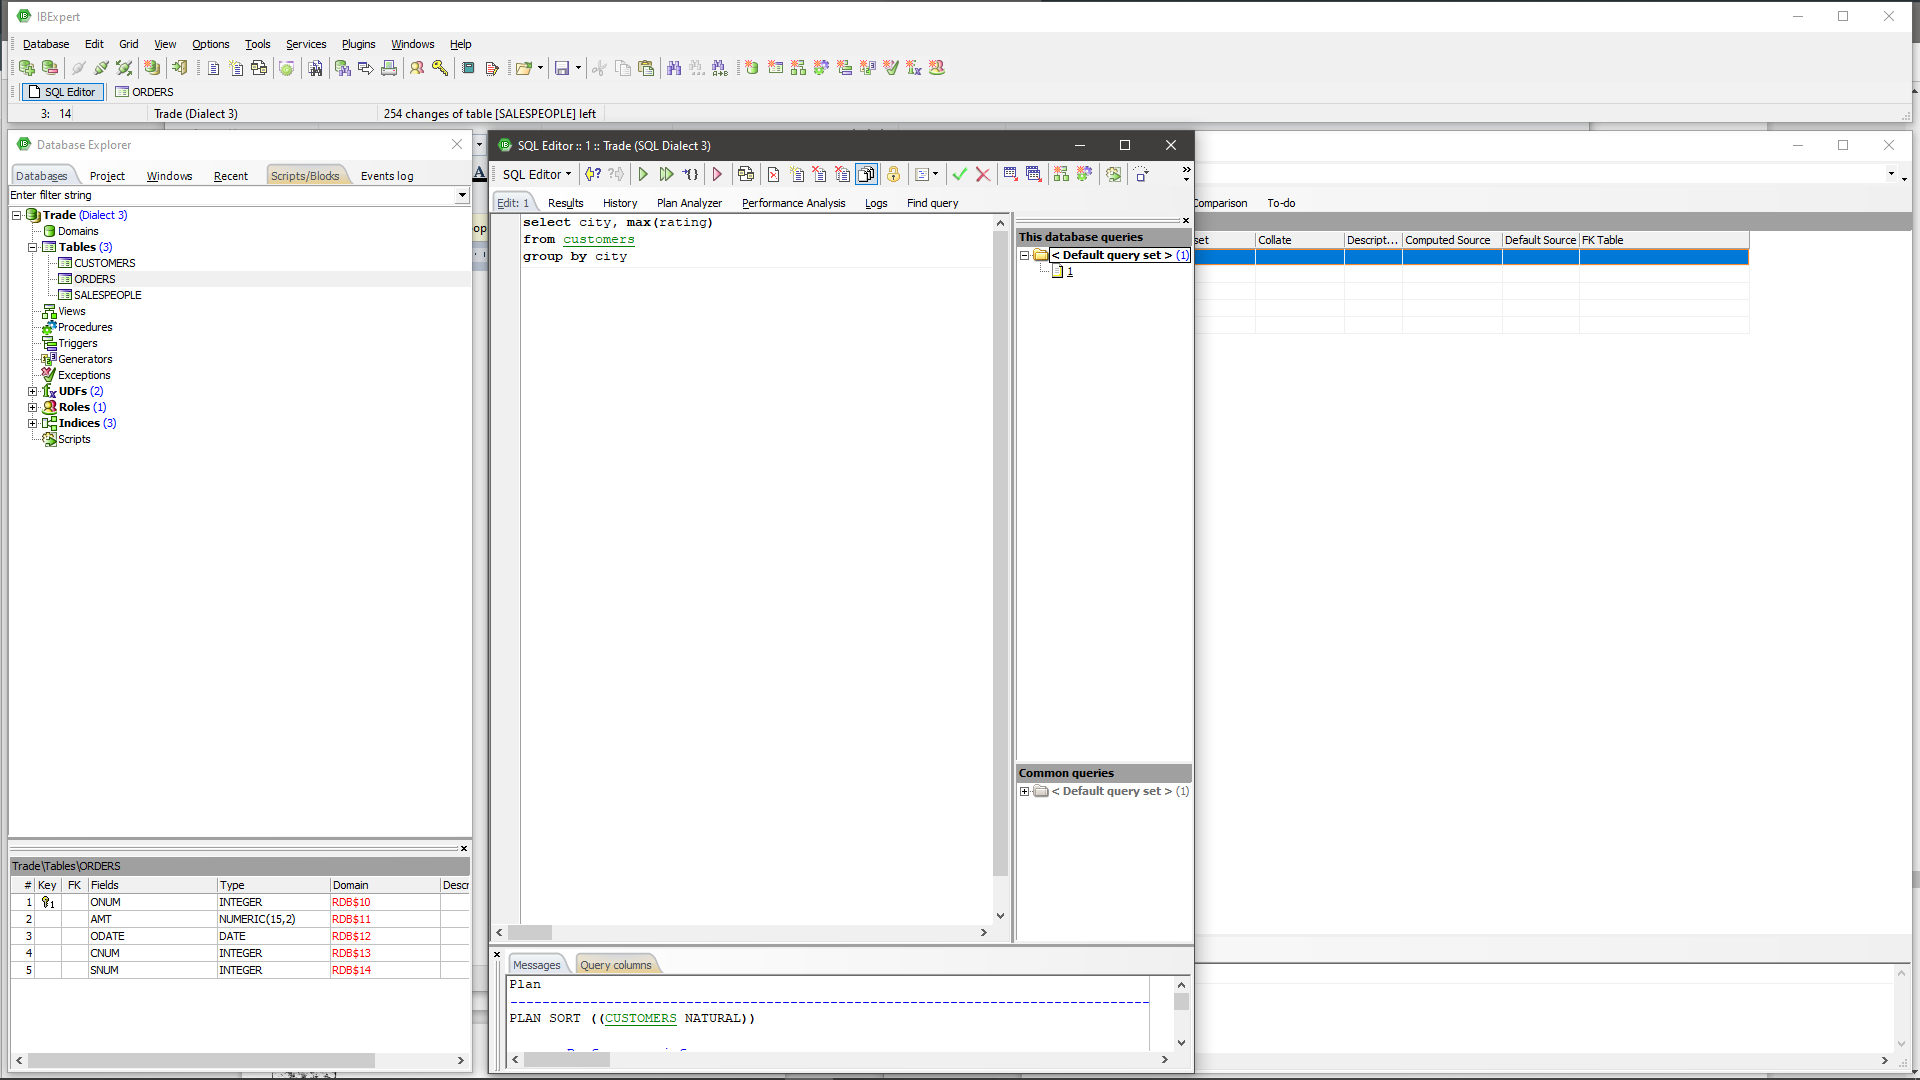 IBExpert
Database Edit Grid View Options Tools Services Plugins Windows Help
SQL Editor ORDERS
3: 14 Trade (Dialect 3) 254 changes of table [SALESPEOPLE] left
Database Explorer
Databases Project Windows Recent Scripts/Blocks Events log
Enter filter string
Trade (Dialect 3)
Domains
Tables (3)
CUSTOMERS
ORDERS
SALESPEOPLE
Views
Procedures
Triggers
Generators
Exceptions
UDFs (2)
Roles (1)
Indices (3)
Scripts
Trade\Tables\ORDERS
# Key FK Fields Type Domain Descr
1 1 ONUM INTEGER RDB$10
2 AMT NUMERIC(15,2) RDB$11
3 ODATE DATE RDB$12
4 CNUM INTEGER RDB$13
5 SNUM INTEGER RDB$14
SQL Editor :: 1 :: Trade (SQL Dialect 3)
SQL Editor
Edit: 1 Results History Plan Analyzer Performance Analysis Logs Find query
select city, max(rating)
from customers
group by city
This database queries
< Default query set > (1)
1
Common queries
< Default query set > (1)
Messages Query columns
Plan
--------------------------------------------------------------------------------
PLAN SORT ((CUSTOMERS NATURAL))
Comparison To-do
set Collate Descript... Computed Source Default Source FK Table